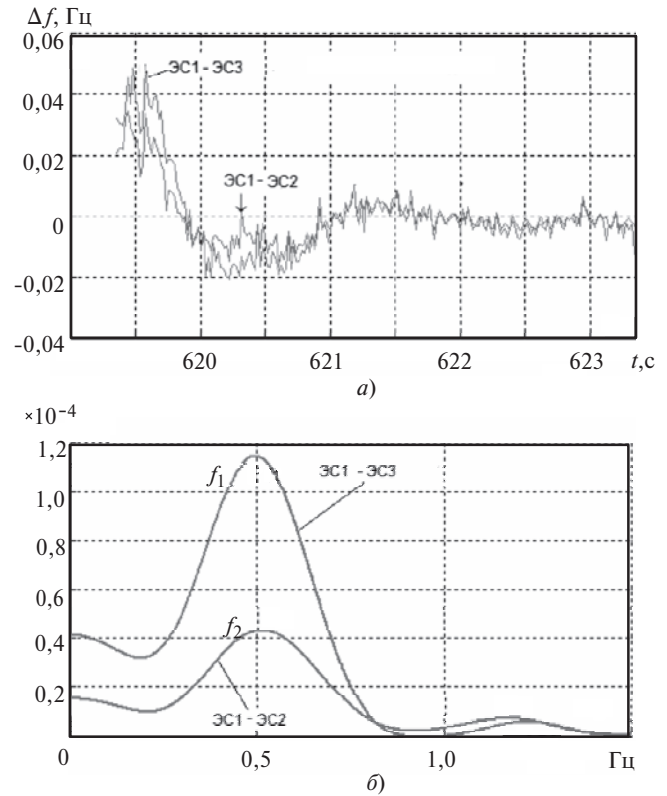 Δf, Гц
0,06
ЭС1-ЭС3
0,04
0,02
ЭС1-ЭС2
0
-0,02
-0,04
620 621 622 623 t,с
а)
×10⁻⁴
1,2
f₁
ЭС1-ЭС3
1,0
0,8
0,6
f₂
0,4
0,2
ЭС1-ЭС2
0 0,5 1,0 Гц
б)